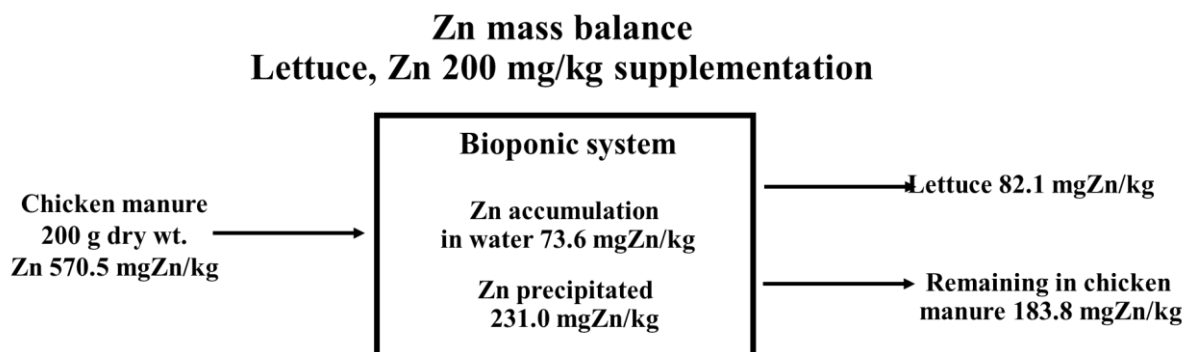 Zn mass balance
Lettuce, Zn 200 mg/kg supplementation
Chicken manure
200 g dry wt.
Zn 570.5 mgZn/kg
Bioponic system
Zn accumulation
in water 73.6 mgZn/kg
Zn precipitated
231.0 mgZn/kg
Lettuce 82.1 mgZn/kg
Remaining in chicken
manure 183.8 mgZn/kg